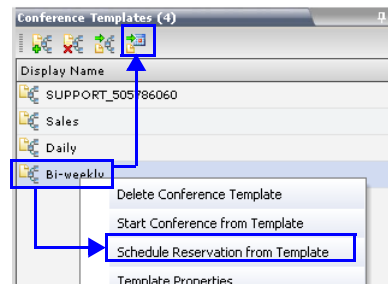 Conference Templates (4)
Display Name
SUPPORT_505786060
Sales
Daily
Bi-weekly
Delete Conference Template
Start Conference from Template
Schedule Reservation from Template
Template Properties